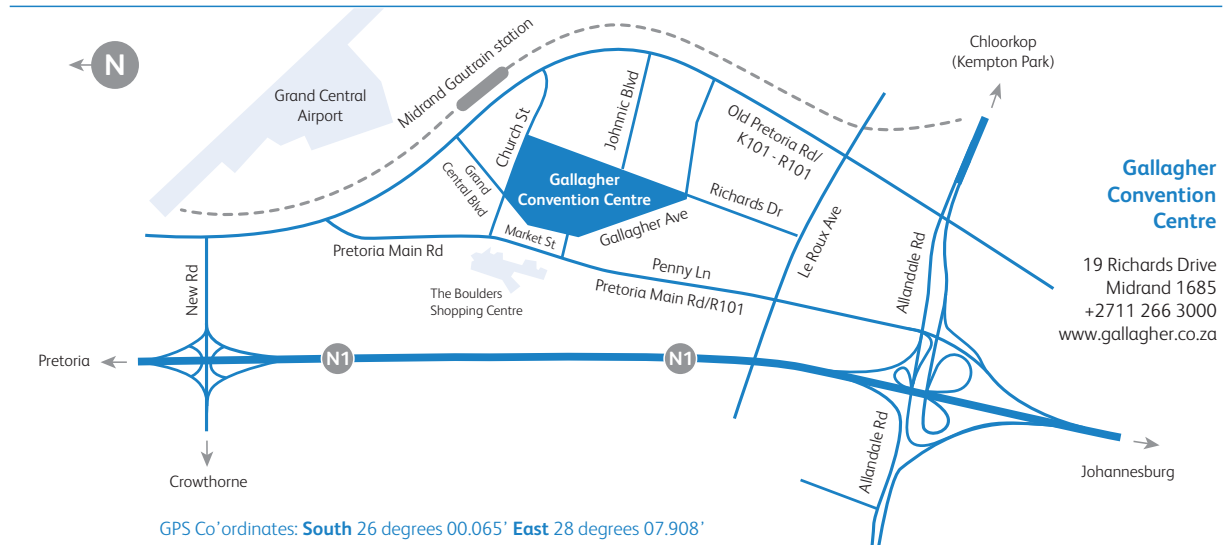 N
Grand Central
Airport
Midrand Gautrain station
Chloorkop
(Kempton Park)
Church St
Johnnic Blvd
Old Pretoria Rd/
K101 - R101
Grand
Central Blvd
Gallagher
Convention Centre
Richards Dr
Gallagher Ave
Market St
Le Roux Ave
Allandale Rd
Gallagher
Convention
Centre
19 Richards Drive
Midrand 1685
+2711 266 3000
www.gallagher.co.za
New Rd
Pretoria Main Rd
The Boulders
Shopping Centre
Penny Ln
Pretoria Main Rd/R101
Pretoria
N1
N1
Allandale Rd
Johannesburg
Crowthorne
GPS Co'ordinates: South 26 degrees 00.065' East 28 degrees 07.908'